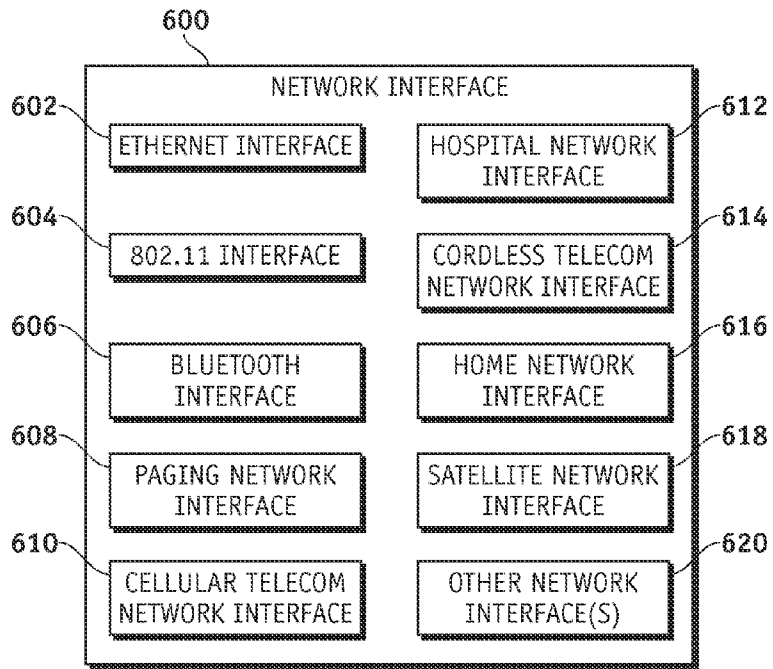 600
NETWORK INTERFACE
602
ETHERNET INTERFACE
HOSPITAL NETWORK
INTERFACE
612
604
802.11 INTERFACE
CORDLESS TELECOM
NETWORK INTERFACE
614
606
BLUETOOTH
INTERFACE
HOME NETWORK
INTERFACE
616
608
PAGING NETWORK
INTERFACE
SATELLITE NETWORK
INTERFACE
618
610
CELLULAR TELECOM
NETWORK INTERFACE
OTHER NETWORK
INTERFACE(S)
620